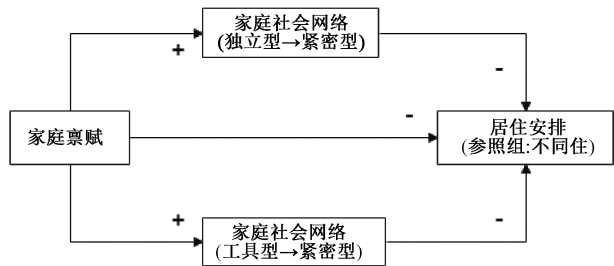 家庭社会网络
(独立型→紧密型)
+
-
家庭禀赋
-
居住安排
(参照组:不同住)
+
-
家庭社会网络
(工具型→紧密型)